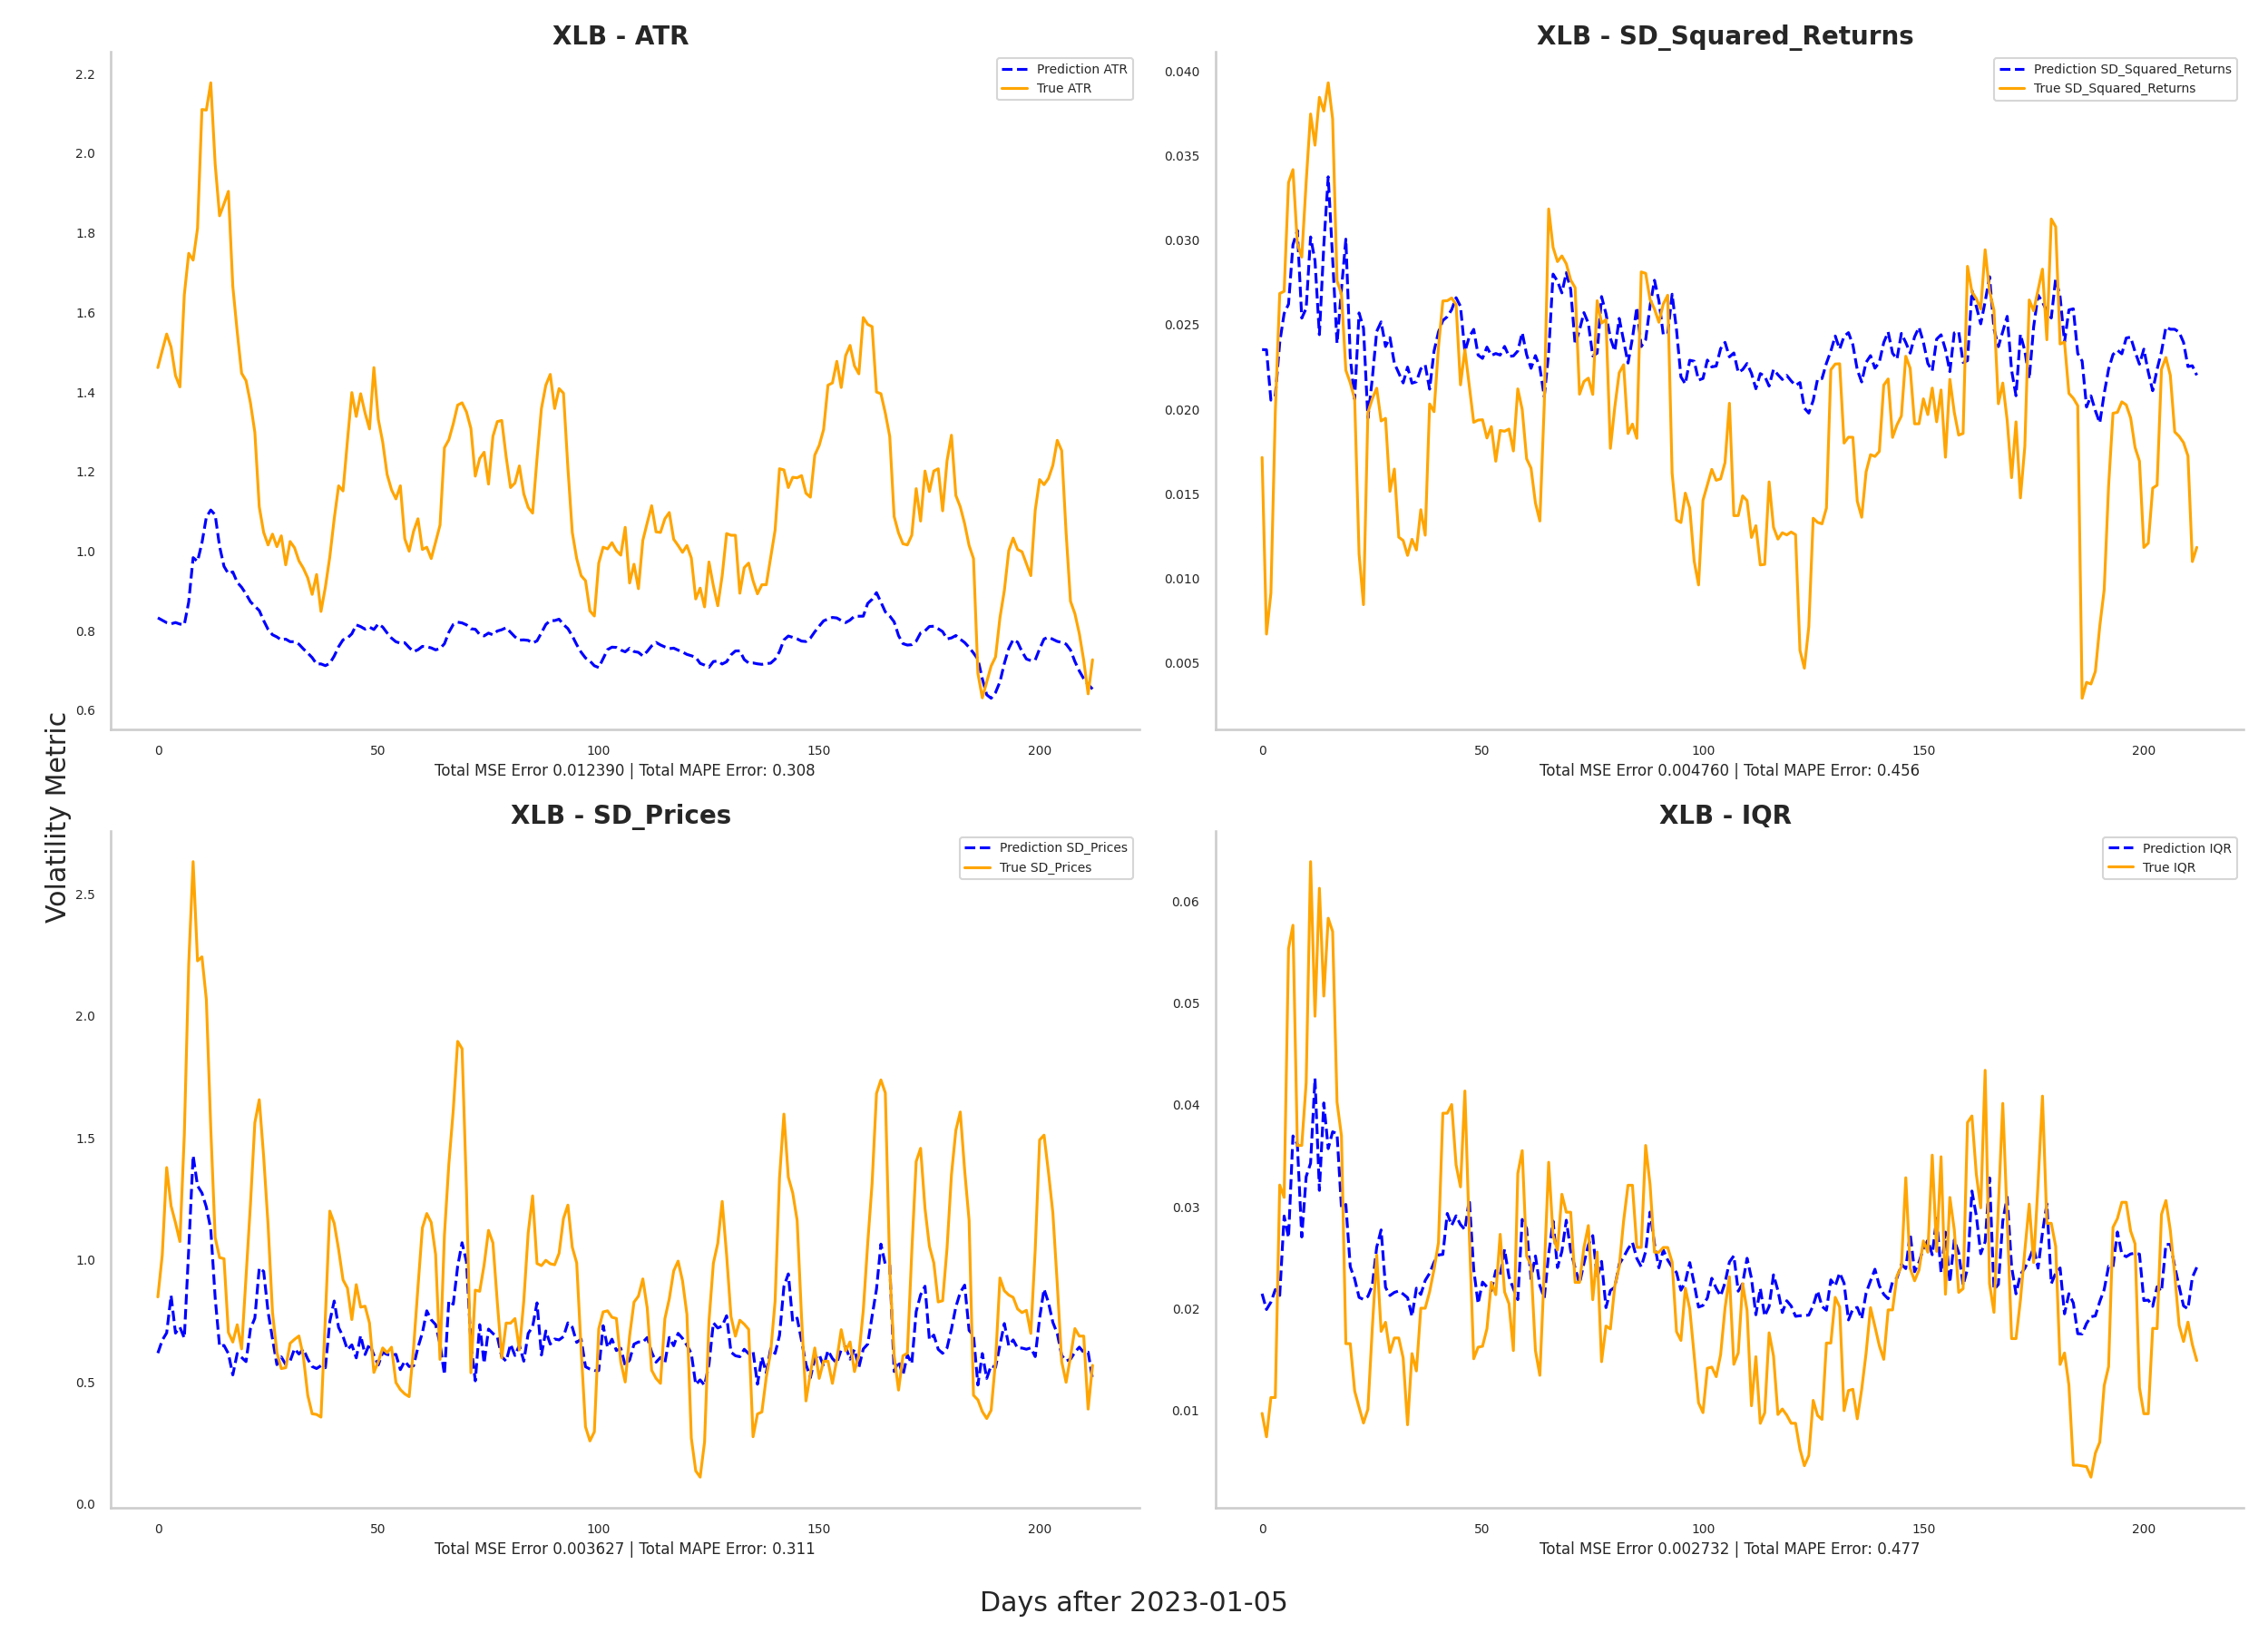 XLB - ATR
2.2
2.0
1.8
1.6
1.4
1.2
1.0
0.8
0.6
Prediction ATR
True ATR
0 50 100 150 200
Total MSE Error 0.012390 | Total MAPE Error: 0.308
XLB - SD_Squared_Returns
0.040
0.035
0.030
0.025
0.020
0.015
0.010
0.005
Prediction SD_Squared_Returns
True SD_Squared_Returns
0 50 100 150 200
Total MSE Error 0.004760 | Total MAPE Error: 0.456
Volatility Metric
XLB - SD_Prices
2.5
2.0
1.5
1.0
0.5
0.0
Prediction SD_Prices
True SD_Prices
0 50 100 150 200
Total MSE Error 0.003627 | Total MAPE Error: 0.311
XLB - IQR
0.06
0.05
0.04
0.03
0.02
0.01
Prediction IQR
True IQR
0 50 100 150 200
Total MSE Error 0.002732 | Total MAPE Error: 0.477
Days after 2023-01-05